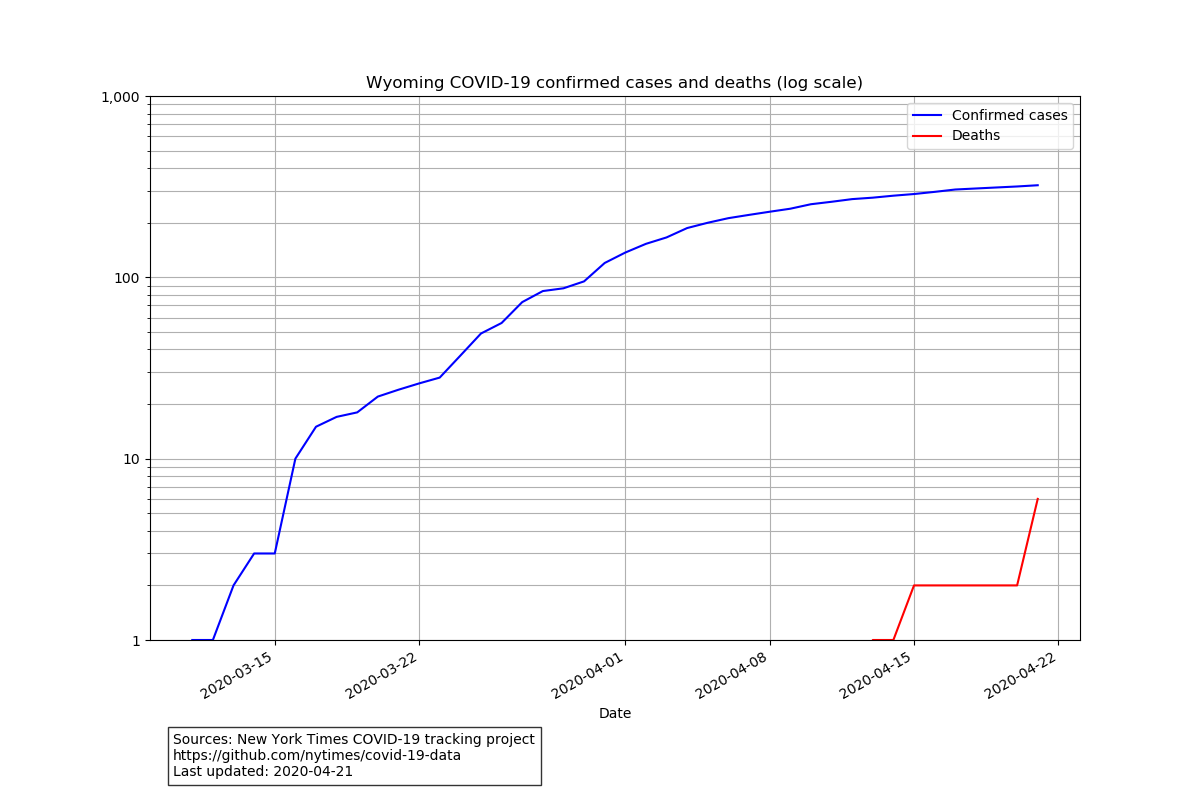 Wyoming COVID-19 confirmed cases and deaths (log scale)
1,000
100
10
1
Confirmed cases
Deaths
2020-03-15
2020-03-22
2020-04-01
2020-04-08
2020-04-15
2020-04-22
Date
Sources: New York Times COVID-19 tracking project
https://github.com/nytimes/covid-19-data
Last updated: 2020-04-21